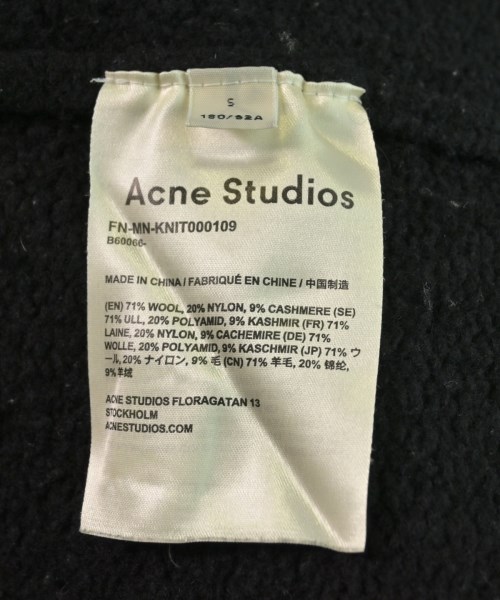 S
180/92A
Acne Studios
FN-MN-KNIT000109
B60066-
MADE IN CHINA / FABRIQUÉ EN CHINE / 中国制造
(EN) 71% WOOL, 20% NYLON, 9% CASHMERE (SE)
71% ULL, 20% POLYAMID, 9% KASHMIR (FR) 71%
LAINE, 20% NYLON, 9% CACHEMIRE (DE) 71%
WOLLE, 20% POLYAMID, 9% KASCHMIR (JP) 71% ウ
ール, 20% ナイロン, 9% 毛 (CN) 71% 羊毛, 20% 锦纶,
9% 羊绒
ACNE STUDIOS FLORAGATAN 13
STOCKHOLM
ACNESTUDIOS.COM